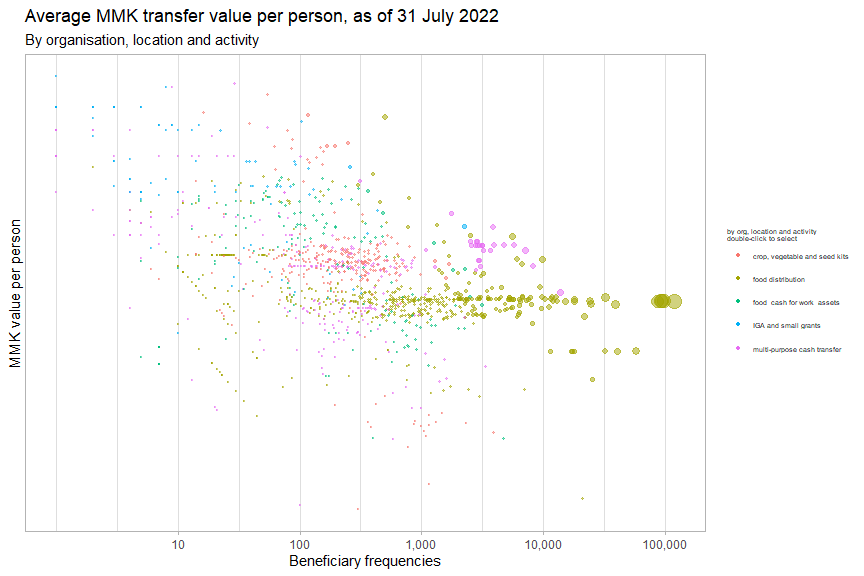 Average MMK transfer value per person, as of 31 July 2022
By organisation, location and activity
MMK value per person
10
100
1,000
10,000
100,000
Beneficiary frequencies
by org, location and activity
double-click to select
crop, vegetable and seed kits
food distribution
food cash for work assets
IGA and small grants
multi-purpose cash transfer